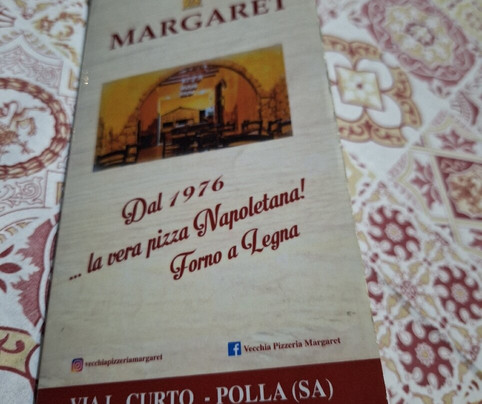 MARGARET
Dal 1976
... la vera pizza Napoletana!
Forno a Legna
vecchiapizzeriamargaret
Vecchia Pizzeria Margaret
VIA L. CURTO - POLLA (SA)